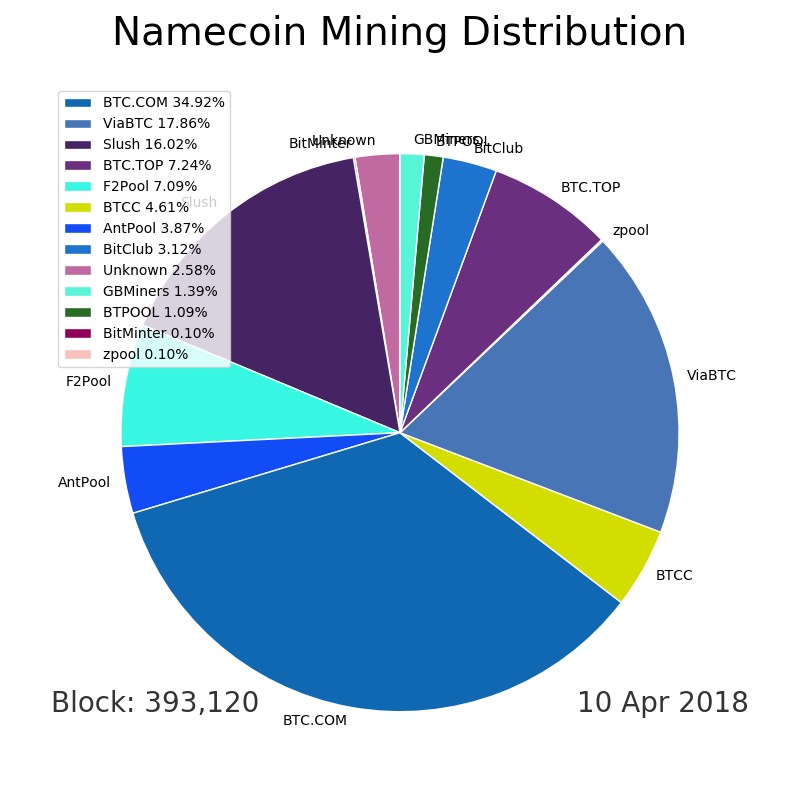 Namecoin Mining Distribution
BTC.COM 34.92%
ViaBTC 17.86%
Slush 16.02%
BTC.TOP 7.24%
F2Pool 7.09%
BTCC 4.61%
AntPool 3.87%
BitClub 3.12%
Unknown 2.58%
GBMiners 1.39%
BTPOOL 1.09%
BitMinter 0.10%
zpool 0.10%
BitMinter
Unknown
GBMiners
BTPOOL
BitClub
BTC.TOP
Slush
zpool
ViaBTC
F2Pool
AntPool
BTCC
Block: 393,120
10 Apr 2018
BTC.COM